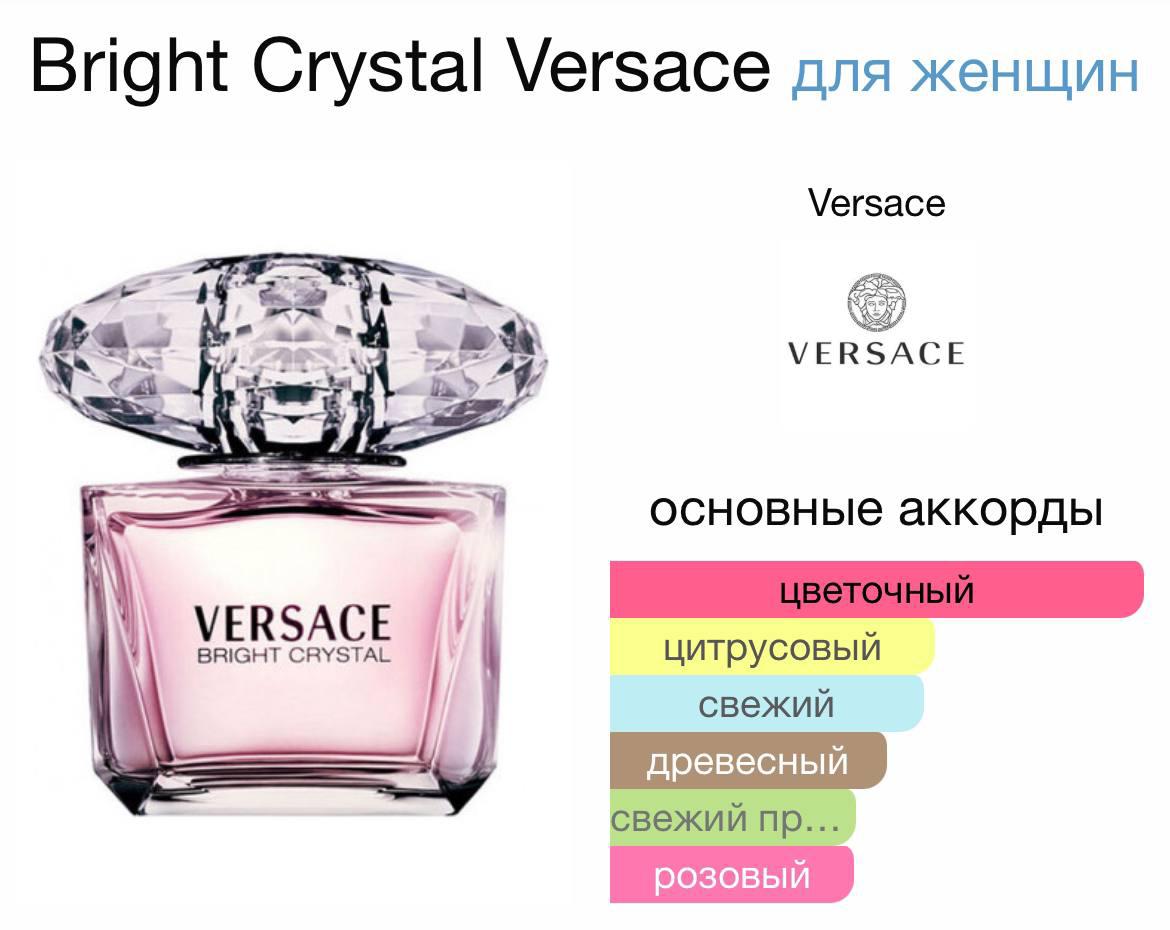 Bright Crystal Versace для женщин
Versace
VERSACE
основные аккорды
цветочный
цитрусовый
свежий
древесный
свежий пр...
розовый
VERSACE
BRIGHT CRYSTAL